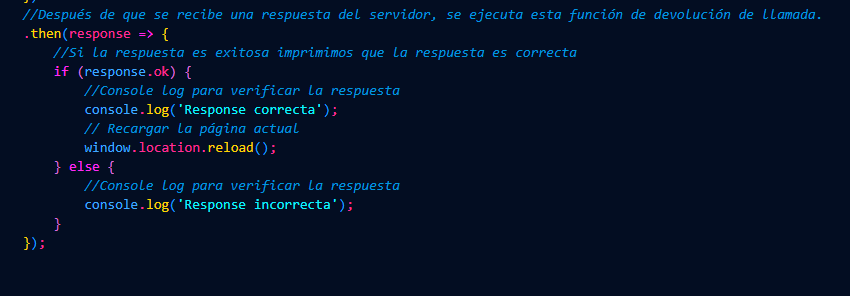 //Después de que se recibe una respuesta del servidor, se ejecuta esta función de devolución de llamada.
.then(response => {
//Si la respuesta es exitosa imprimimos que la respuesta es correcta
if (response.ok) {
//Console log para verificar la respuesta
console.log('Response correcta');
// Recargar la página actual
window.location.reload();
} else {
//Console log para verificar la respuesta
console.log('Response incorrecta');
}
});